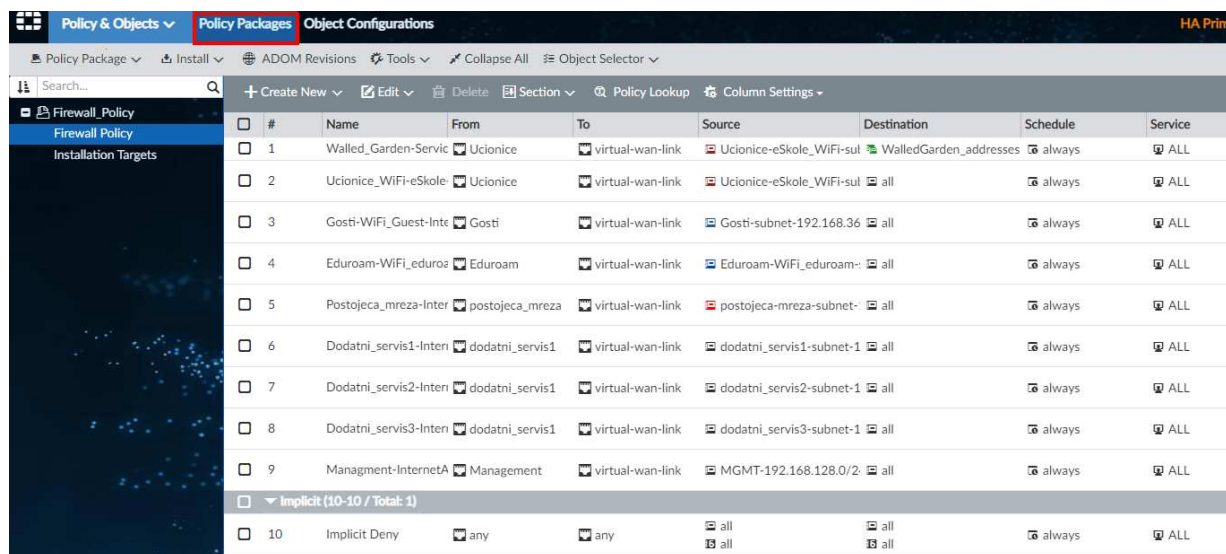 Policy & Objects Policy Packages Object Configurations HA Prim
Policy Package Install ADOM Revisions Tools Collapse All Object Selector
Search...
Create New Edit Delete Section Policy Lookup Column Settings
Firewall_Policy
Firewall Policy
Installation Targets
# Name From To Source Destination Schedule Service
1 Walled_Garden-Servic Ucionice virtual-wan-link Ucionice-eSkole_WiFi-sul WalledGarden_addresses always ALL
2 Ucionice_WiFi-eSkole- Ucionice virtual-wan-link Ucionice-eSkole_WiFi-sul all always ALL
3 Gosti-WiFi_Guest-Inte Gosti virtual-wan-link Gosti-subnet-192.168.36 all always ALL
4 Eduroam-WiFi_eduroa Eduroam virtual-wan-link Eduroam-WiFi_eduroam-: all always ALL
5 Postojeca_mreza-Inter postojeca_mreza virtual-wan-link postojeca-mreza-subnet- all always ALL
6 Dodatni_servis1-Intern dodatni_servis1 virtual-wan-link dodatni_servis1-subnet-1 all always ALL
7 Dodatni_servis2-Intern dodatni_servis1 virtual-wan-link dodatni_servis2-subnet-1 all always ALL
8 Dodatni_servis3-Intern dodatni_servis1 virtual-wan-link dodatni_servis3-subnet-1 all always ALL
9 Managment-InternetA Management virtual-wan-link MGMT-192.168.128.0/2 all always ALL
Implicit (10-10 / Total: 1)
10 Implicit Deny any any all all always ALL
all all